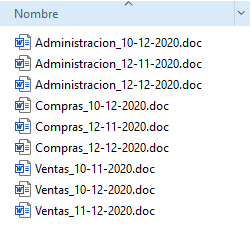 Nombre
Administracion_10-12-2020.doc
Administracion_12-11-2020.doc
Administracion_12-12-2020.doc
Compras_10-12-2020.doc
Compras_12-11-2020.doc
Compras_12-12-2020.doc
Ventas_10-11-2020.doc
Ventas_10-12-2020.doc
Ventas_11-12-2020.doc